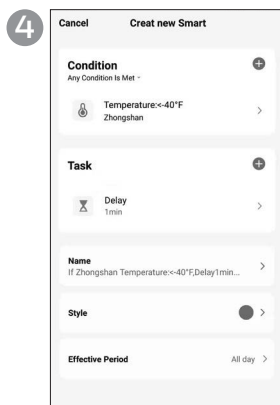 4
Cancel Creat new Smart
Condition
Any Condition Is Met
Temperature:<-40°F
Zhongshan
Task
Delay
1min
Name
If Zhongshan Temperature:<-40°F,Delay1min...
Style
Effective Period All day